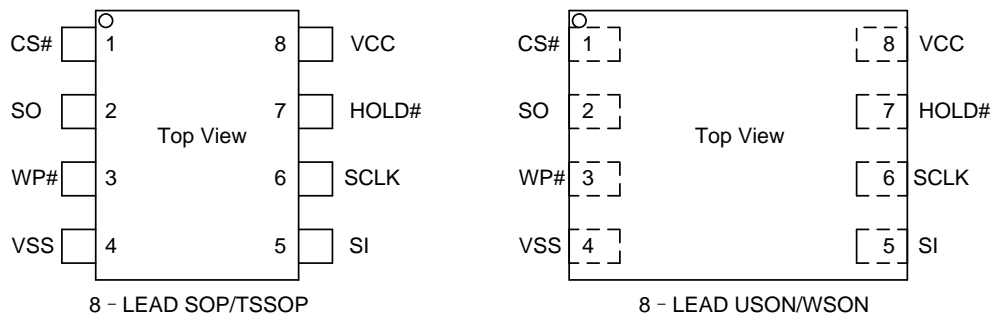 CS# 1 8 VCC
SO 2 7 HOLD#
Top View
WP# 3 6 SCLK
VSS 4 5 SI
8 - LEAD SOP/TSSOP
CS# 1 8 VCC
SO 2 7 HOLD#
Top View
WP# 3 6 SCLK
VSS 4 5 SI
8 - LEAD USON/WSON